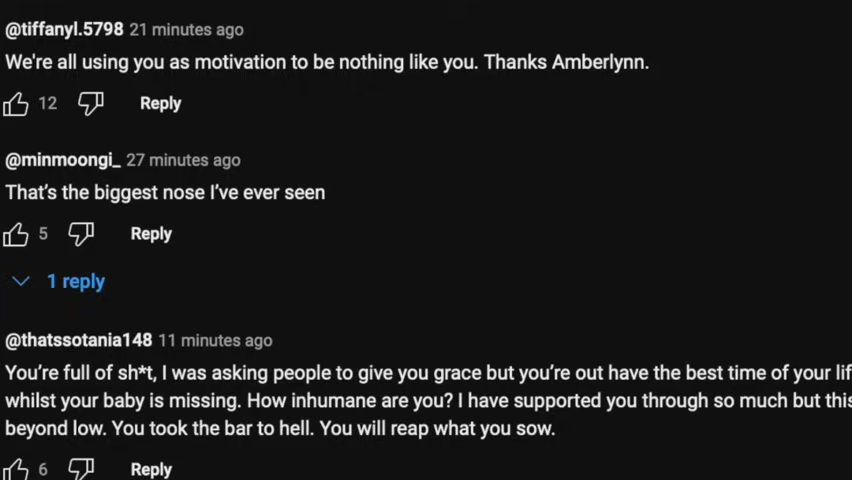 @tiffanyl.5798 21 minutes ago
We're all using you as motivation to be nothing like you. Thanks Amberlynn.
12 Reply
@minmoongi_ 27 minutes ago
That's the biggest nose I've ever seen
5 Reply
1 reply
@thatssotania148 11 minutes ago
You're full of sh*t, I was asking people to give you grace but you're out have the best time of your lif
whilst your baby is missing. How inhumane are you? I have supported you through so much but this
beyond low. You took the bar to hell. You will reap what you sow.
6 Reply